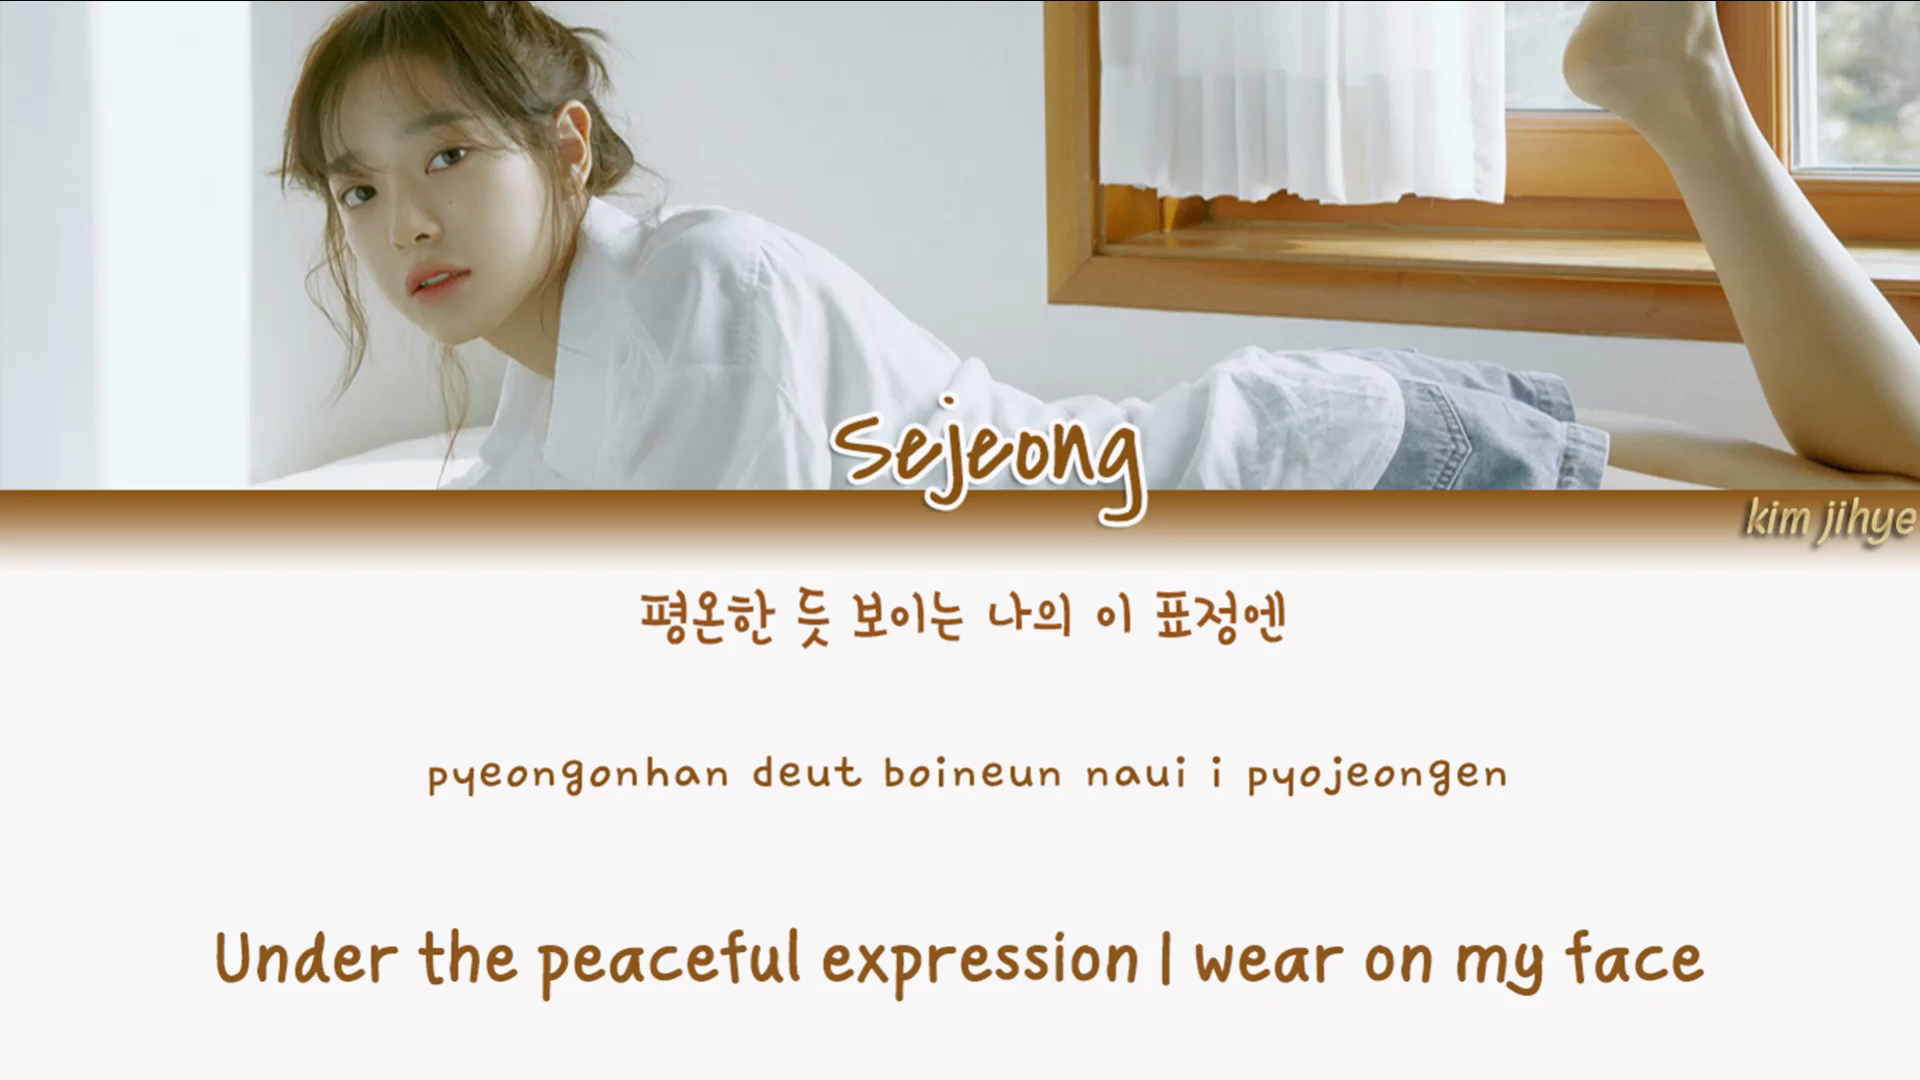 Sejeong
kim jihye
평온한 듯 보이는 나의 이 표정엔
pyeongonhan deut boineun naui i pyojeongen
Under the peaceful expression I wear on my face